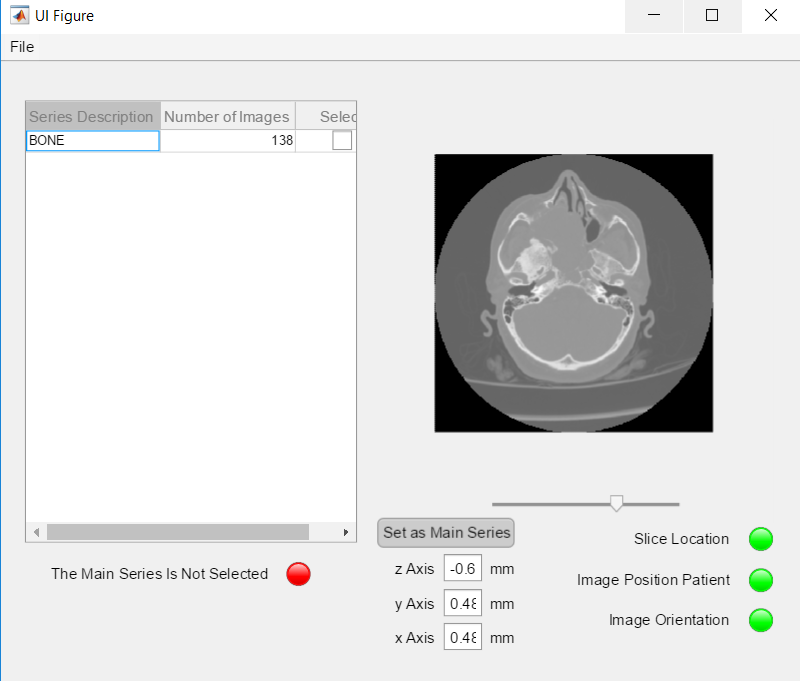 UI Figure
File
Series Description Number of Images Selec
BONE 138
Set as Main Series
Slice Location
The Main Series Is Not Selected
z Axis -0.6 mm
Image Position Patient
y Axis 0.48 mm
Image Orientation
x Axis 0.48 mm